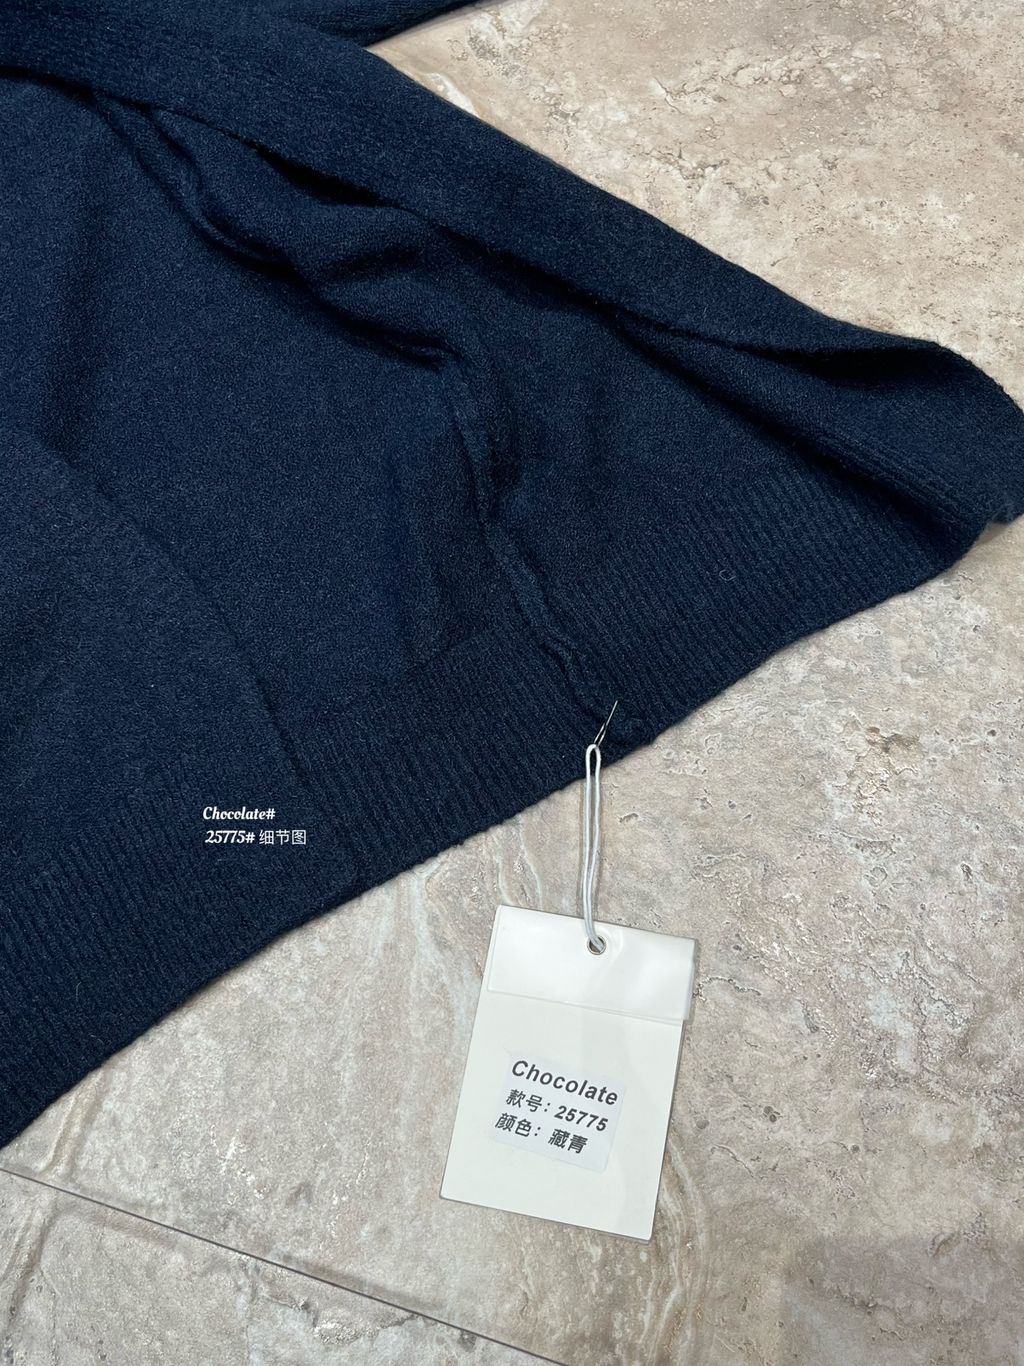 Chocolate#
25775# 细节图
Chocolate
款号：25775
颜色：藏青